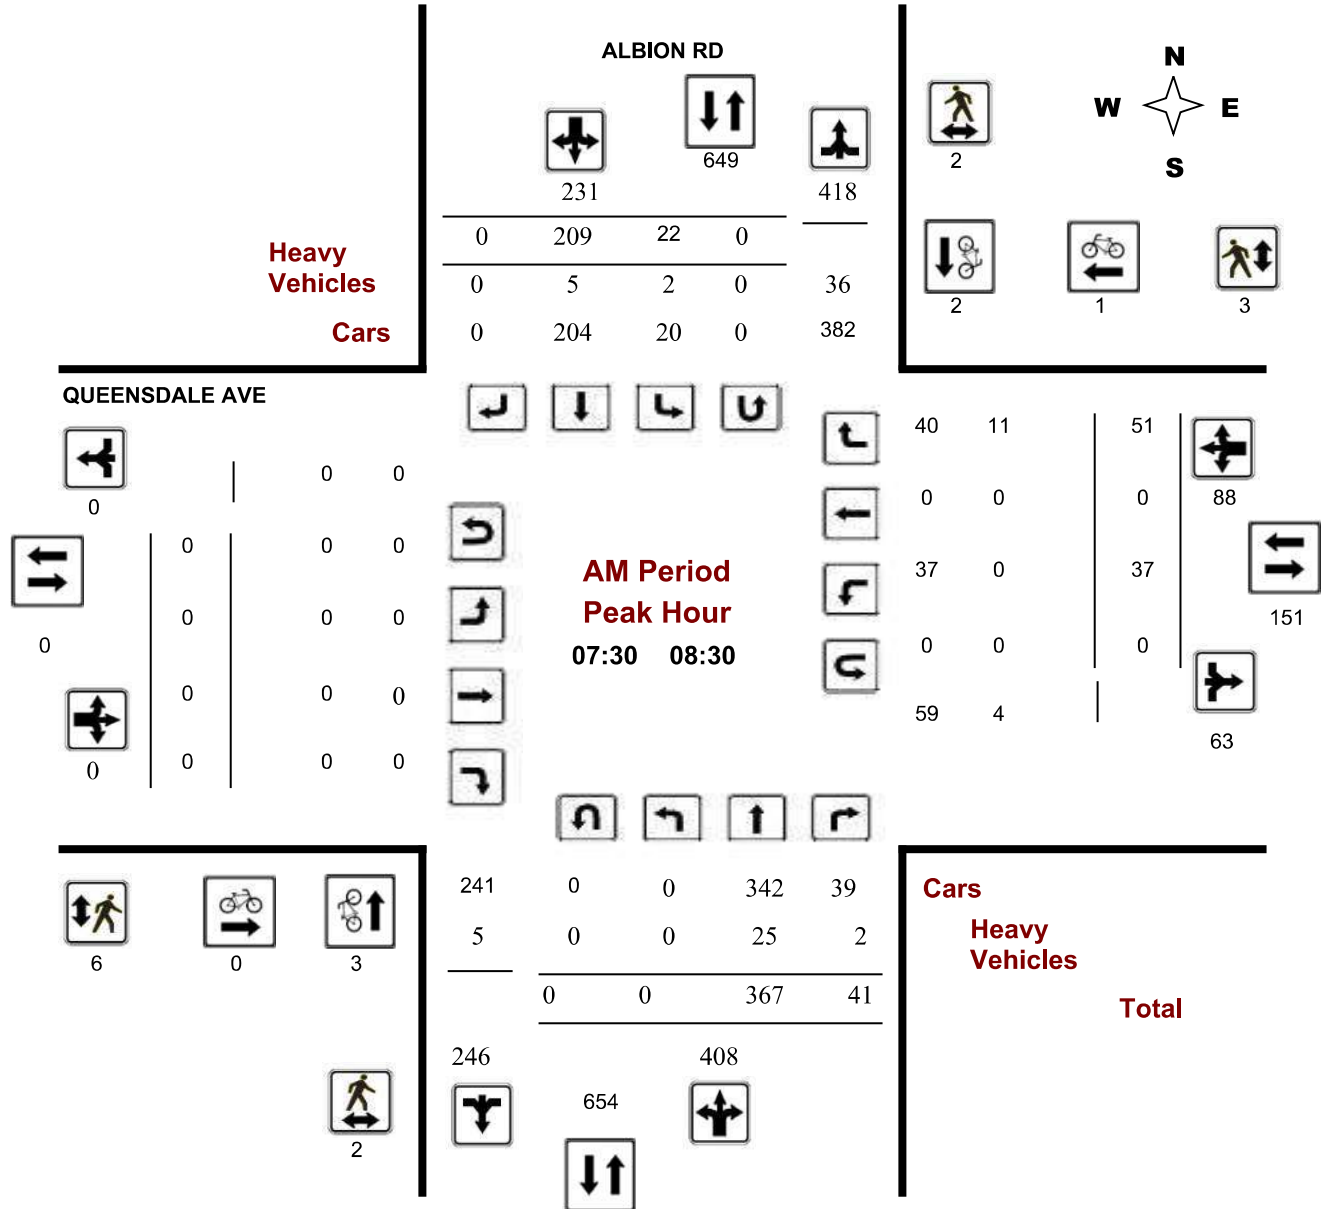 ALBION RD
N
W E
S
649
2
231
418
0 209 22 0
Heavy
Vehicles
0 5 2 0 36
2 1 3
Cars
0 204 20 0 382
QUEENSDALE AVE
40 11 51
0 0
0
0 0 0
88
0 0 0
AM Period
37 0 37
0 0 0
Peak Hour
151
0
07:30 08:30
0 0 0
0 0 0
59 4
63
0
0 0 0
241 0 0 342 39
Cars
5 0 0 25 2
Heavy
Vehicles
6 0 3
0 0 367 41
Total
246 408
654
2